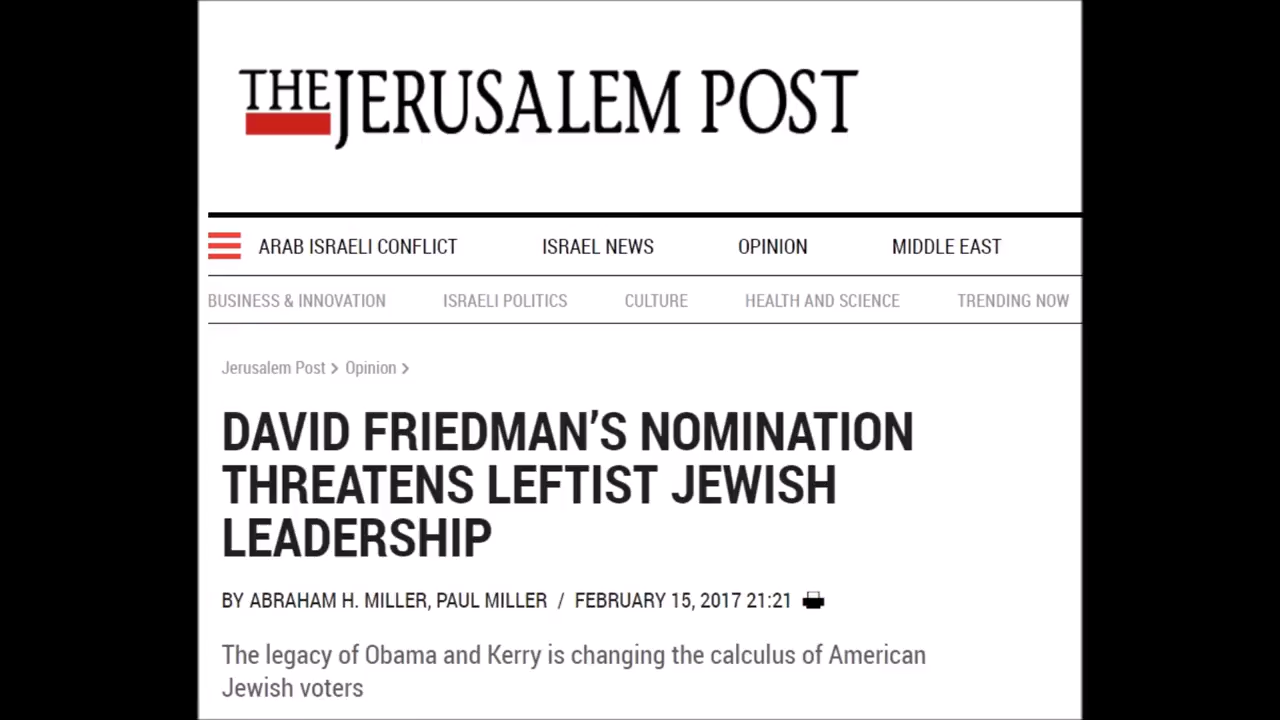 THE JERUSALEM POST
ARAB ISRAELI CONFLICT ISRAEL NEWS OPINION MIDDLE EAST
BUSINESS & INNOVATION ISRAELI POLITICS CULTURE HEALTH AND SCIENCE TRENDING NOW
Jerusalem Post > Opinion >
DAVID FRIEDMAN'S NOMINATION
THREATENS LEFTIST JEWISH
LEADERSHIP
BY ABRAHAM H. MILLER, PAUL MILLER / FEBRUARY 15, 2017 21:21
The legacy of Obama and Kerry is changing the calculus of American
Jewish voters